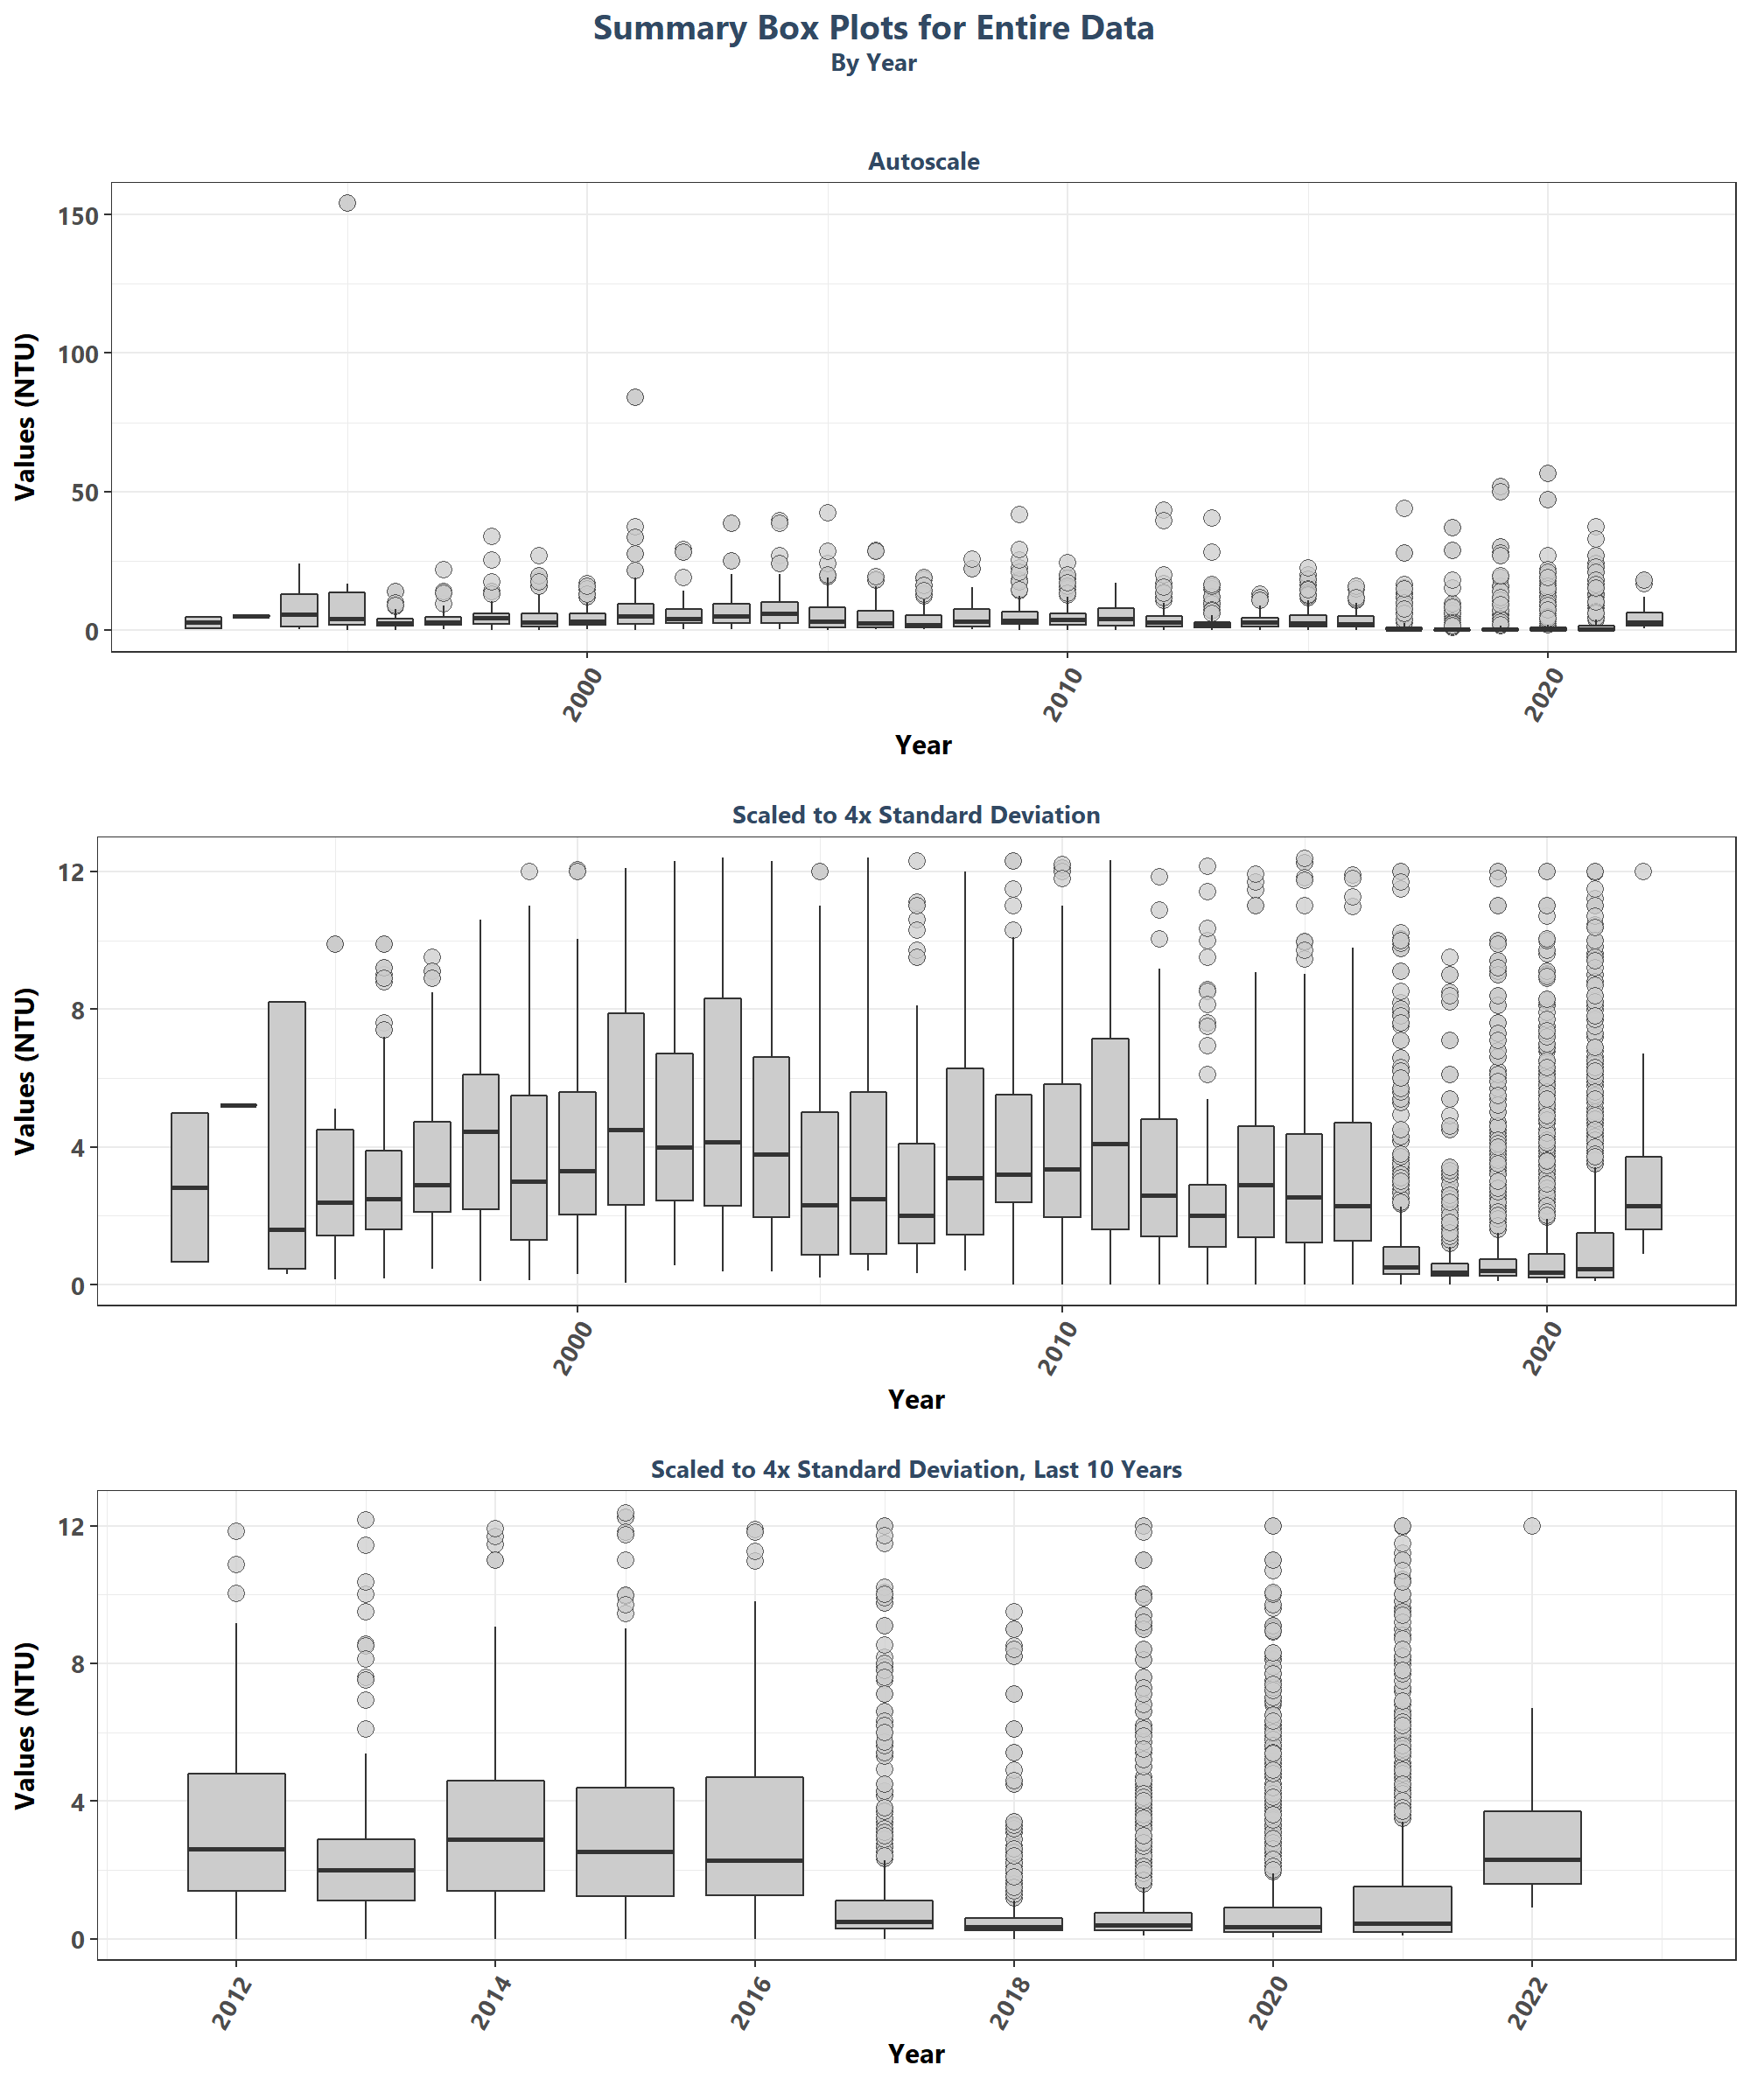 Summary Box Plots for Entire Data
By Year
Autoscale
Values (NTU)
150
100
50
0
2000
2010
2020
Year
Scaled to 4x Standard Deviation
Values (NTU)
12
8
4
0
2000
2010
2020
Year
Scaled to 4x Standard Deviation, Last 10 Years
Values (NTU)
12
8
4
0
2012
2014
2016
2018
2020
2022
Year